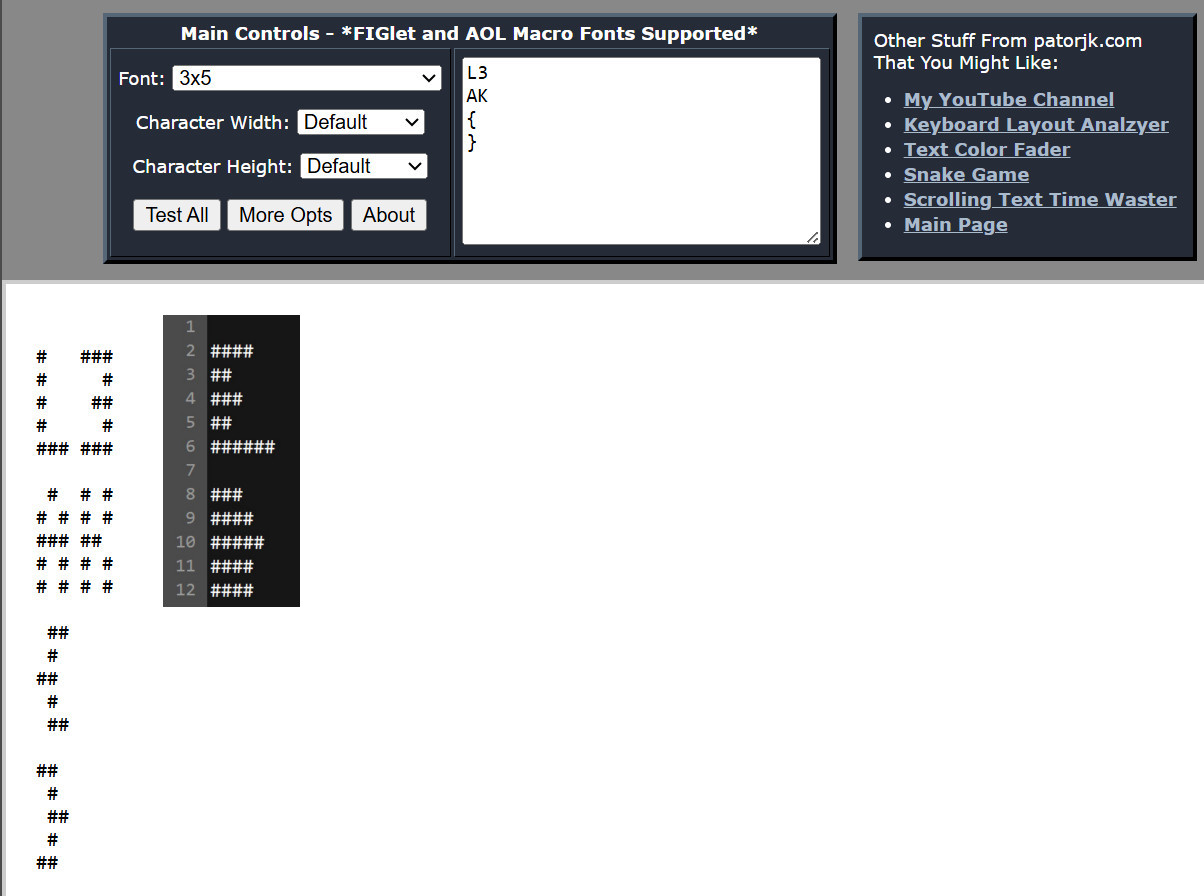 Main Controls - *FIGlet and AOL Macro Fonts Supported*
Font: 3x5
Character Width: Default
Character Height: Default
Test All More Opts About
L3
AK
{
}
Other Stuff From patorjk.com
That You Might Like:
• My YouTube Channel
• Keyboard Layout Analzyer
• Text Color Fader
• Snake Game
• Scrolling Text Time Waster
• Main Page
#   ###
#     #
#    ##
#     #
### ###
 #  # #
# # # #
### ##
# # # #
# # # #
 ##
 #
##
 #
 ##
##
 #
 ##
 #
##
1
2 ####
3 ##
4 ###
5 ##
6 ######
7
8 ###
9 ####
10 #####
11 ####
12 ####